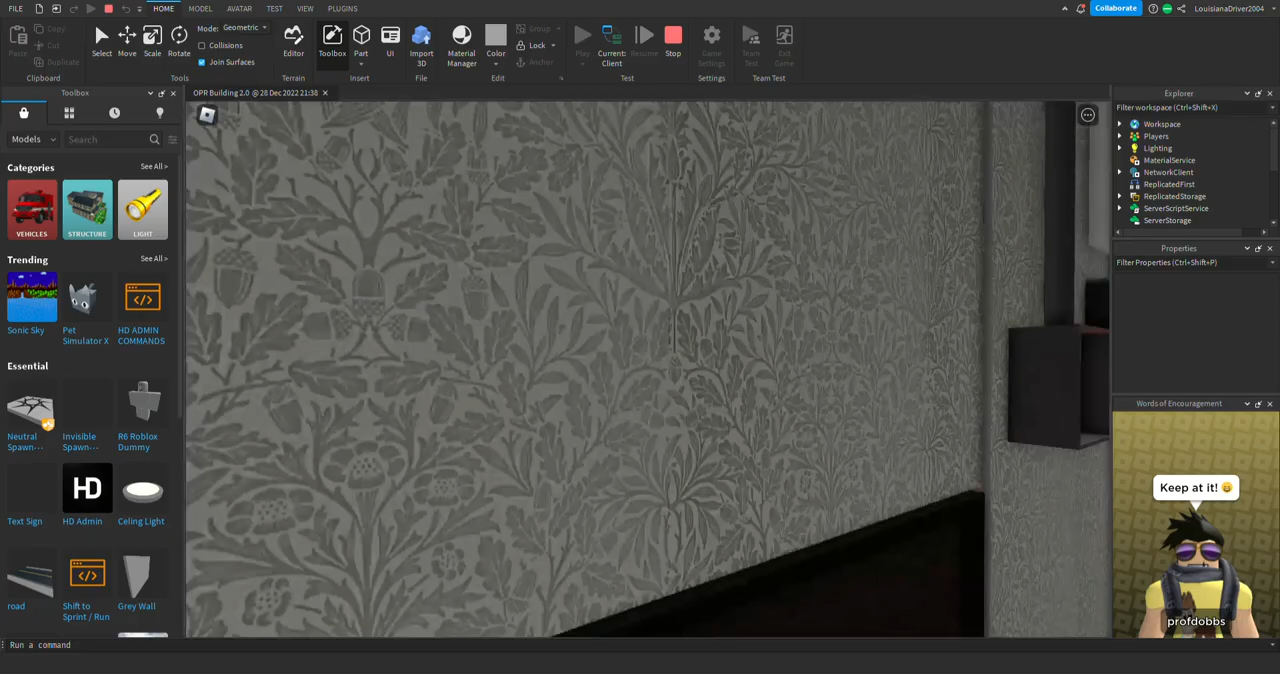 FILE
HOME MODEL AVATAR TEST VIEW PLUGINS
Collaborate
LouisianaDriver2004
Paste
Copy
Cut
Duplicate
Clipboard
Select Move Scale Rotate
Mode: Geometric
Collisions
Join Surfaces
Tools
Editor
Terrain
Toolbox Part UI
Insert
Import
3D
File
Material
Manager
Color
Group
Lock
Anchor
Edit
Play
Current:
Client
Resume Stop
Test
Game
Settings
Settings
Team
Test
Exit
Game
Team Test
Toolbox
OPR Building 2.0 @ 28 Dec 2022 21:38
Models
Search
Categories See All >
VEHICLES STRUCTURE LIGHT
Trending See All >
Sonic Sky
Pet
Simulator X
HD ADMIN
COMMANDS
Essential
Neutral
Spawn···
Invisible
Spawn···
R6 Roblox
Dummy
HD
Text Sign HD Admin Celing Light
road
Shift to
Sprint / Run
Grey Wall
Run a command
Explorer
Filter workspace (Ctrl+Shift+X)
Workspace
Players
Lighting
MaterialService
NetworkClient
ReplicatedFirst
ReplicatedStorage
ServerScriptService
ServerStorage
Properties
Filter Properties (Ctrl+Shift+P)
Words of Encouragement
Keep at it! 😄
profdobbs